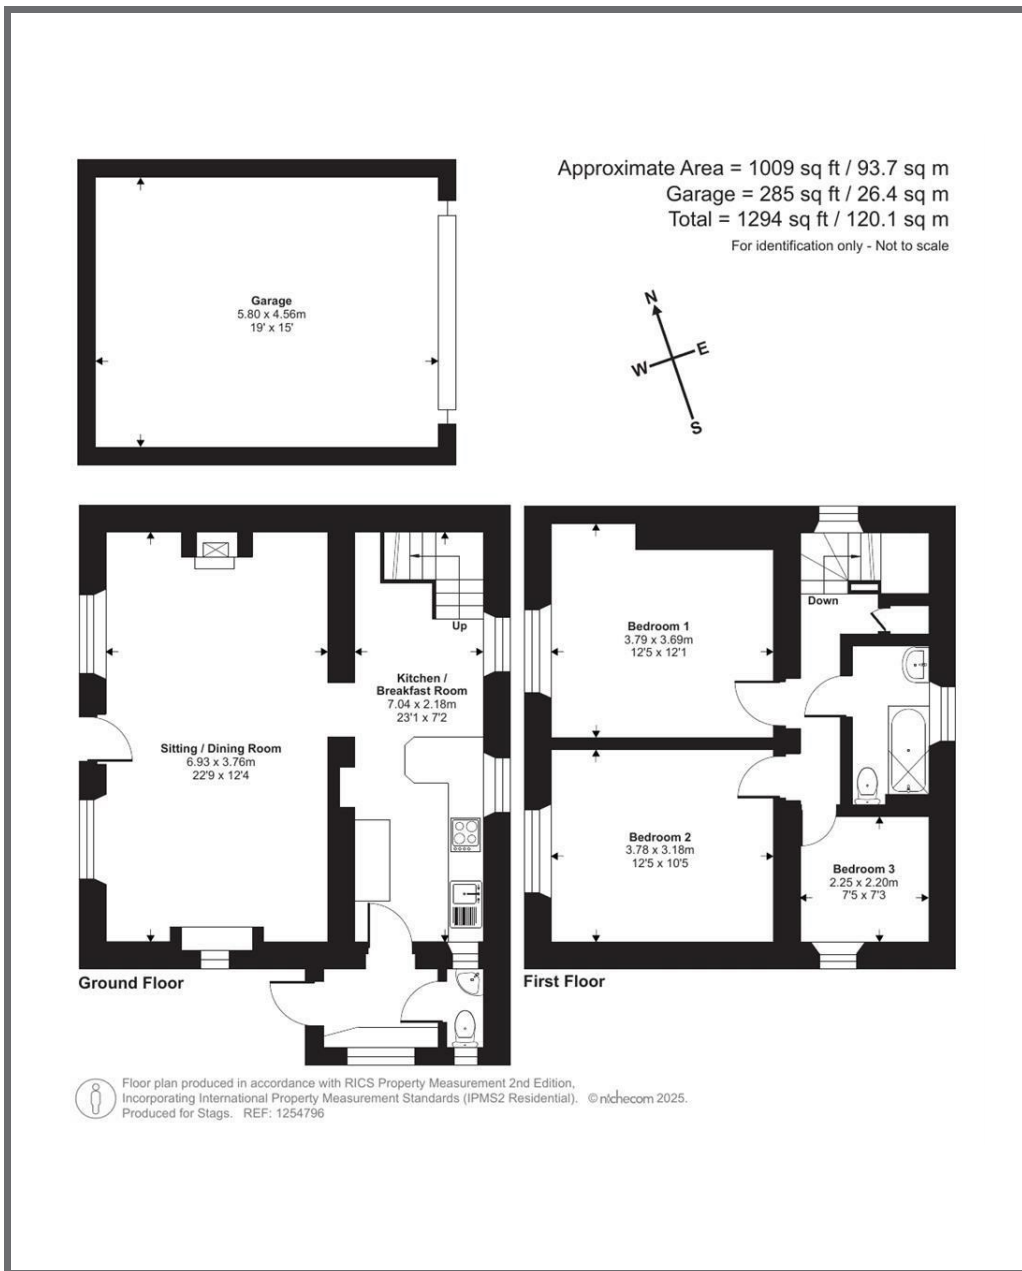 Approximate Area = 1009 sq ft / 93.7 sq m
Garage = 285 sq ft / 26.4 sq m
Total = 1294 sq ft / 120.1 sq m
For identification only - Not to scale
Garage
5.80 x 4.56m
19' x 15'
N
E
W
S
Up
Kitchen /
Breakfast Room
7.04 x 2.18m
23'1 x 7'2
Sitting / Dining Room
6.93 x 3.76m
22'9 x 12'4
Ground Floor
Down
Bedroom 1
3.79 x 3.69m
12'5 x 12'1
Bedroom 2
3.78 x 3.18m
12'5 x 10'5
Bedroom 3
2.25 x 2.20m
7'5 x 7'3
First Floor
Floor plan produced in accordance with RICS Property Measurement 2nd Edition,
Incorporating International Property Measurement Standards (IPMS2 Residential). © nichecom 2025.
Produced for Stags. REF: 1254796